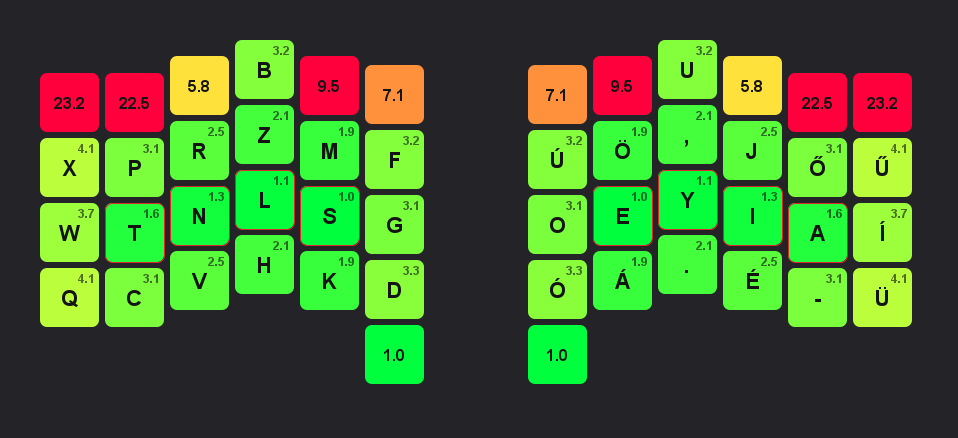 23.2 22.5 5.8 3.2 B 9.5 7.1 7.1 9.5 3.2 U 5.8 22.5 23.2
4.1 X 3.1 P 2.5 R 2.1 Z 1.9 M 3.2 F 3.2 Ú 1.9 Ö 2.1 , 2.5 J 3.1 Ő 4.1 Ű
3.7 W 1.6 T 1.3 N 1.1 L 1.0 S 3.1 G 3.1 O 1.0 E 1.1 Y 1.3 I 1.6 A 3.7 Í
4.1 Q 3.1 C 2.5 V 2.1 H 1.9 K 3.3 D 3.3 Ó 1.9 Á 2.1 . 2.5 É 3.1 - 4.1 Ü
1.0 1.0